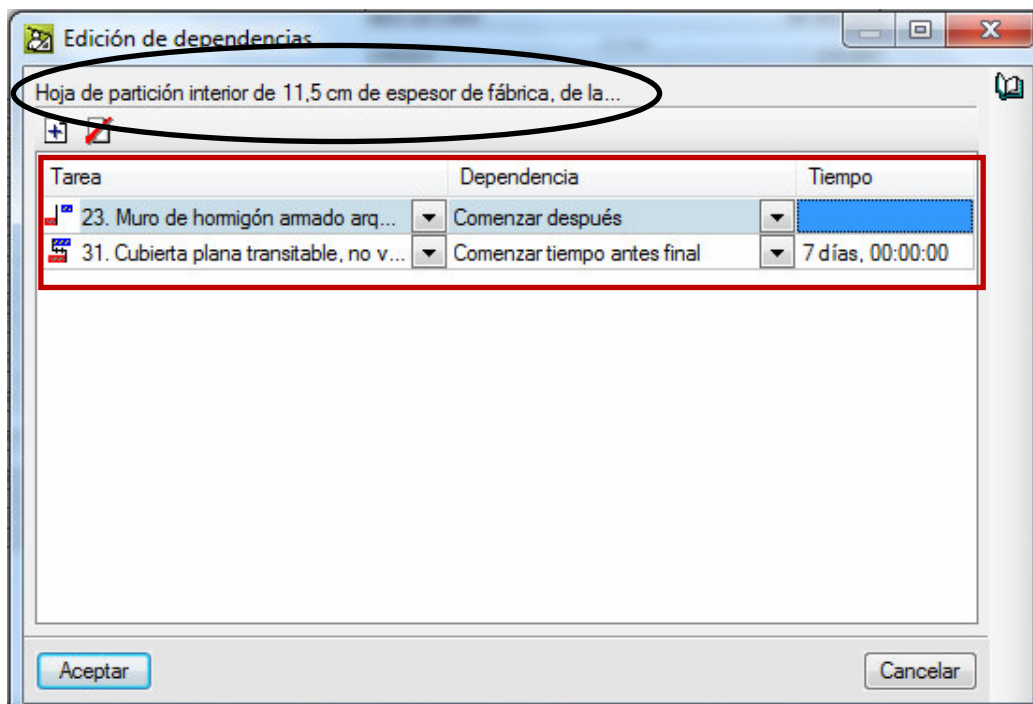 Edición de dependencias
Hoja de partición interior de 11,5 cm de espesor de fábrica, de la...
Tarea Dependencia Tiempo
23. Muro de hormigón armado arq... Comenzar después
31. Cubierta plana transitable, no v... Comenzar tiempo antes final 7 días, 00:00:00
Aceptar Cancelar